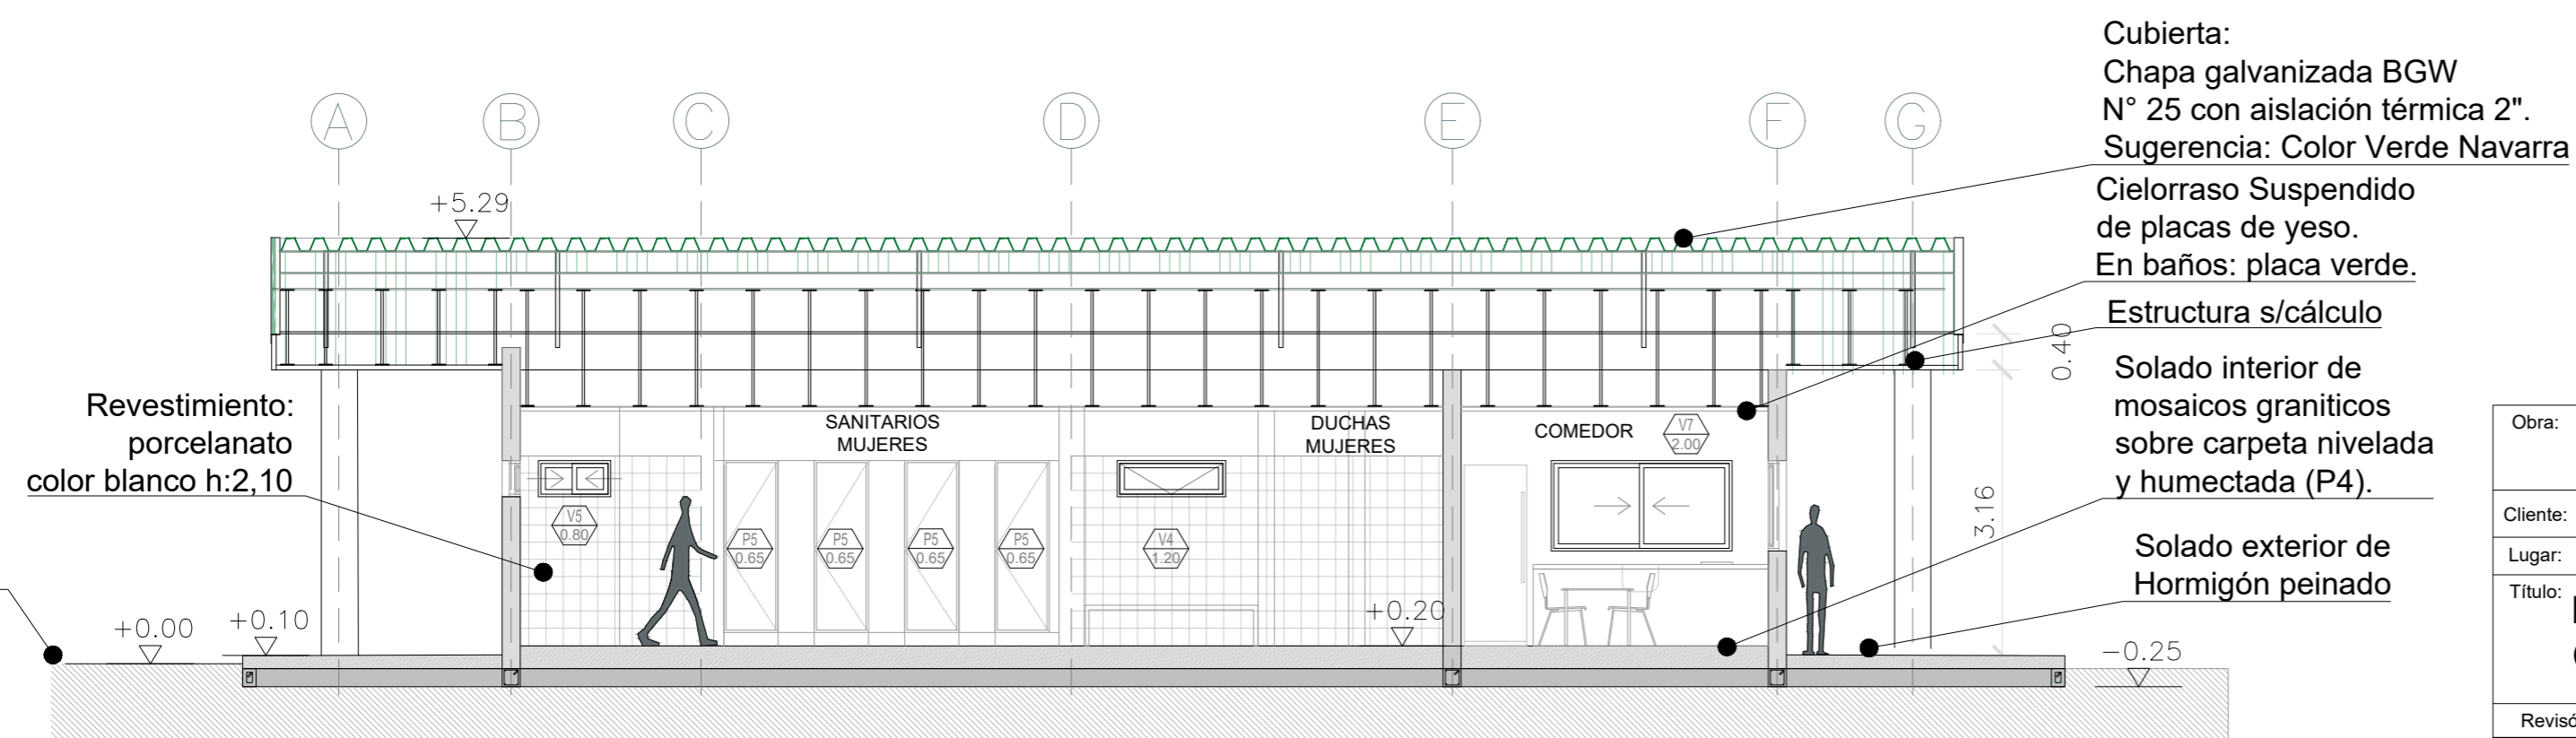 Cubierta:
Chapa galvanizada BGW
N° 25 con aislación térmica 2".
Sugerencia: Color Verde Navarra
A
B
C
D
E
F
G
Cielorraso Suspendido
de placas de yeso.
En baños: placa verde.
+5.29
Estructura s/cálculo
0.40
Solado interior de
mosaicos graniticos
sobre carpeta nivelada
y humectada (P4).
Revestimiento:
porcelanato
color blanco h:2,10
SANITARIOS
MUJERES
DUCHAS
MUJERES
COMEDOR
V7
2.00
V5
0.80
P5
0.65
P5
0.65
P5
0.65
P5
0.65
V4
1.20
3.16
Solado exterior de
Hormigón peinado
+0.00
+0.10
+0.20
-0.25
Obra:
Cliente:
Lugar:
Título:
Revisó